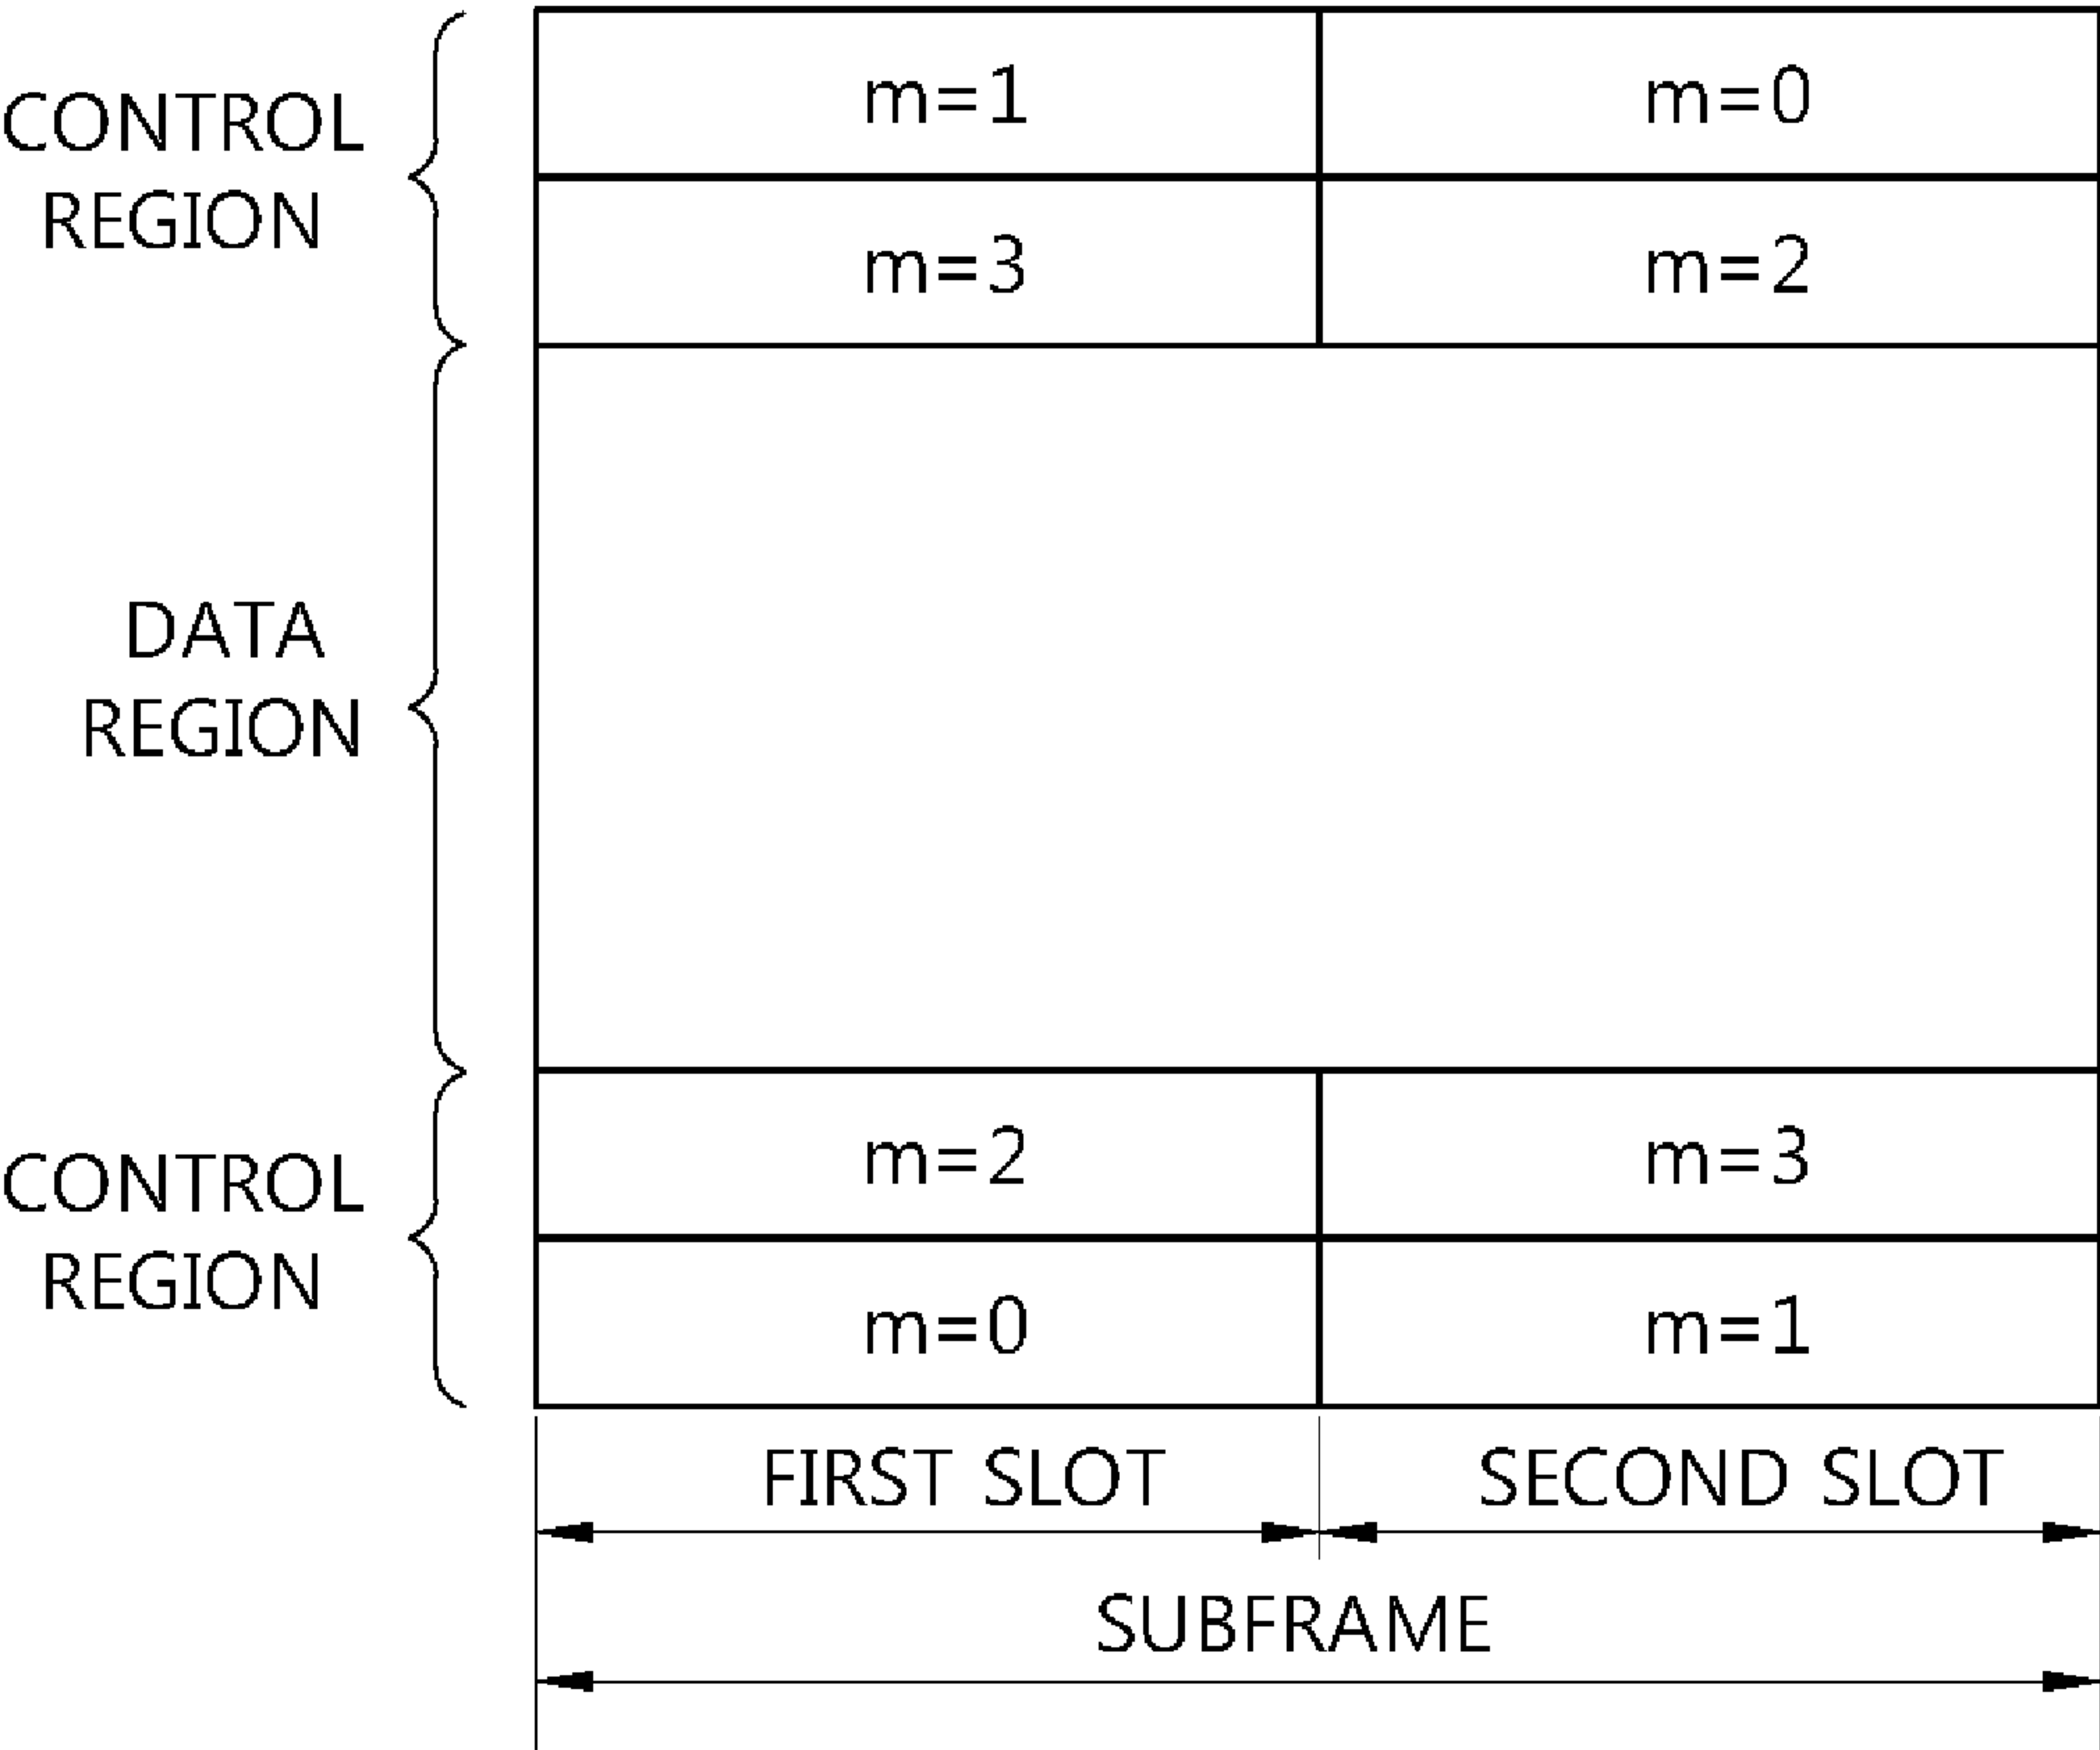 CONTROL
REGION
m=1
m=0
m=3
m=2
DATA
REGION
CONTROL
REGION
m=2
m=3
m=0
m=1
FIRST SLOT
SECOND SLOT
SUBFRAME